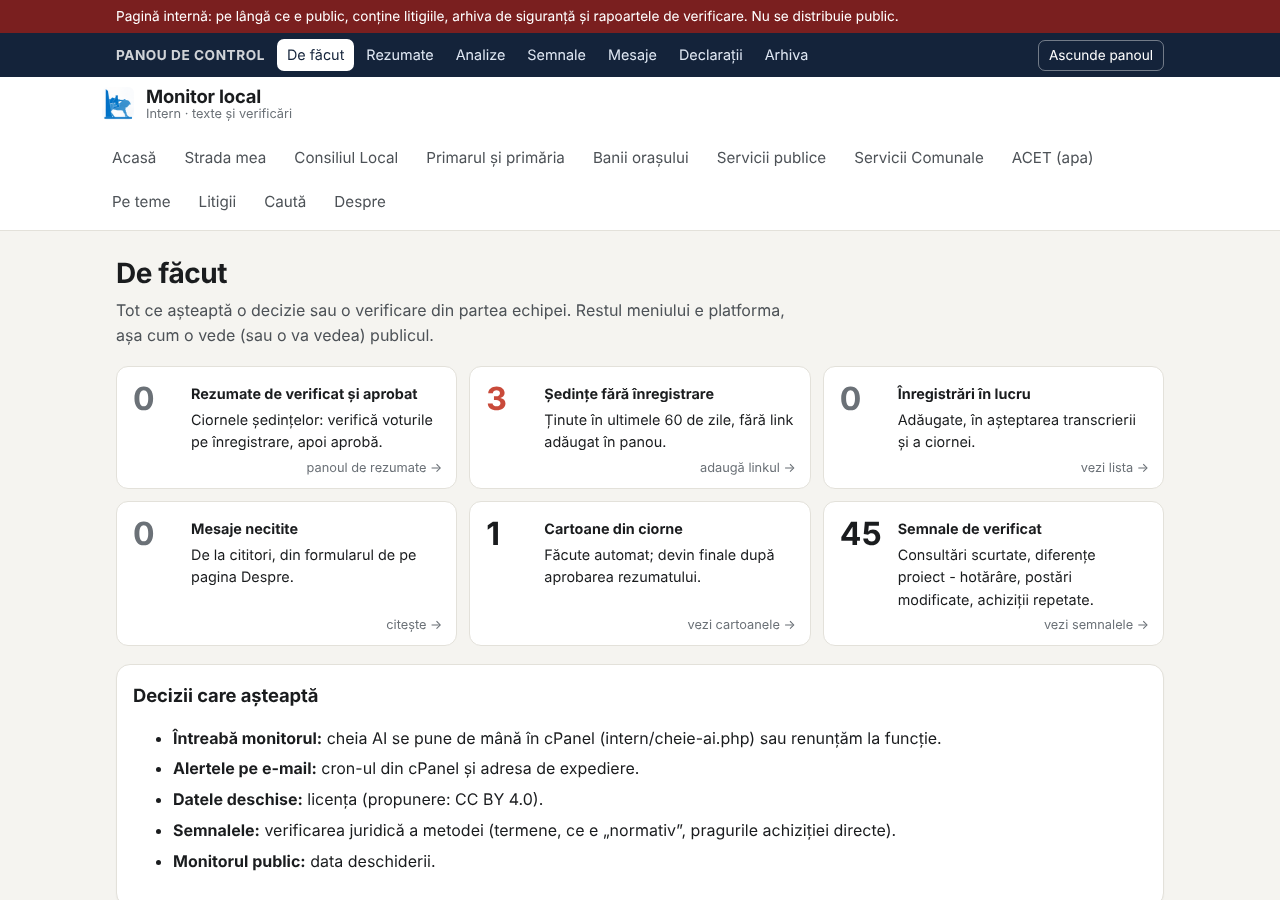 Pagină internă: pe lângă ce e public, conține litigiile, arhiva de siguranță și rapoartele de verificare. Nu se distribuie public.
PANOU DE CONTROL De făcut Rezumate Analize Semnale Mesaje Declarații Arhiva Ascunde panoul
Monitor local
Intern · texte și verificări
Acasă Strada mea Consiliul Local Primarul și primăria Banii orașului Servicii publice Servicii Comunale ACET (apa)
Pe teme Litigii Caută Despre
De făcut
Tot ce așteaptă o decizie sau o verificare din partea echipei. Restul meniului e platforma,
așa cum o vede (sau o va vedea) publicul.
0 Rezumate de verificat și aprobat
Ciornele ședințelor: verifică voturile
pe înregistrare, apoi aprobă.
panoul de rezumate →
3 Ședințe fără înregistrare
Ținute în ultimele 60 de zile, fără link
adăugat în panou.
adaugă linkul →
0 Înregistrări în lucru
Adăugate, în așteptarea transcrierii
și a ciornei.
vezi lista →
0 Mesaje necitite
De la cititori, din formularul de pe
pagina Despre.
citește →
1 Cartoane din ciorne
Făcute automat; devin finale după
aprobarea rezumatului.
vezi cartoanele →
45 Semnale de verificat
Consultări scurtate, diferențe
proiect - hotărâre, postări
modificate, achiziții repetate.
vezi semnalele →
Decizii care așteaptă
• Întreabă monitorul: cheia AI se pune de mână în cPanel (intern/cheie-ai.php) sau renunțăm la funcție.
• Alertele pe e-mail: cron-ul din cPanel și adresa de expediere.
• Datele deschise: licența (propunere: CC BY 4.0).
• Semnalele: verificarea juridică a metodei (termene, ce e „normativ”, pragurile achiziției directe).
• Monitorul public: data deschiderii.